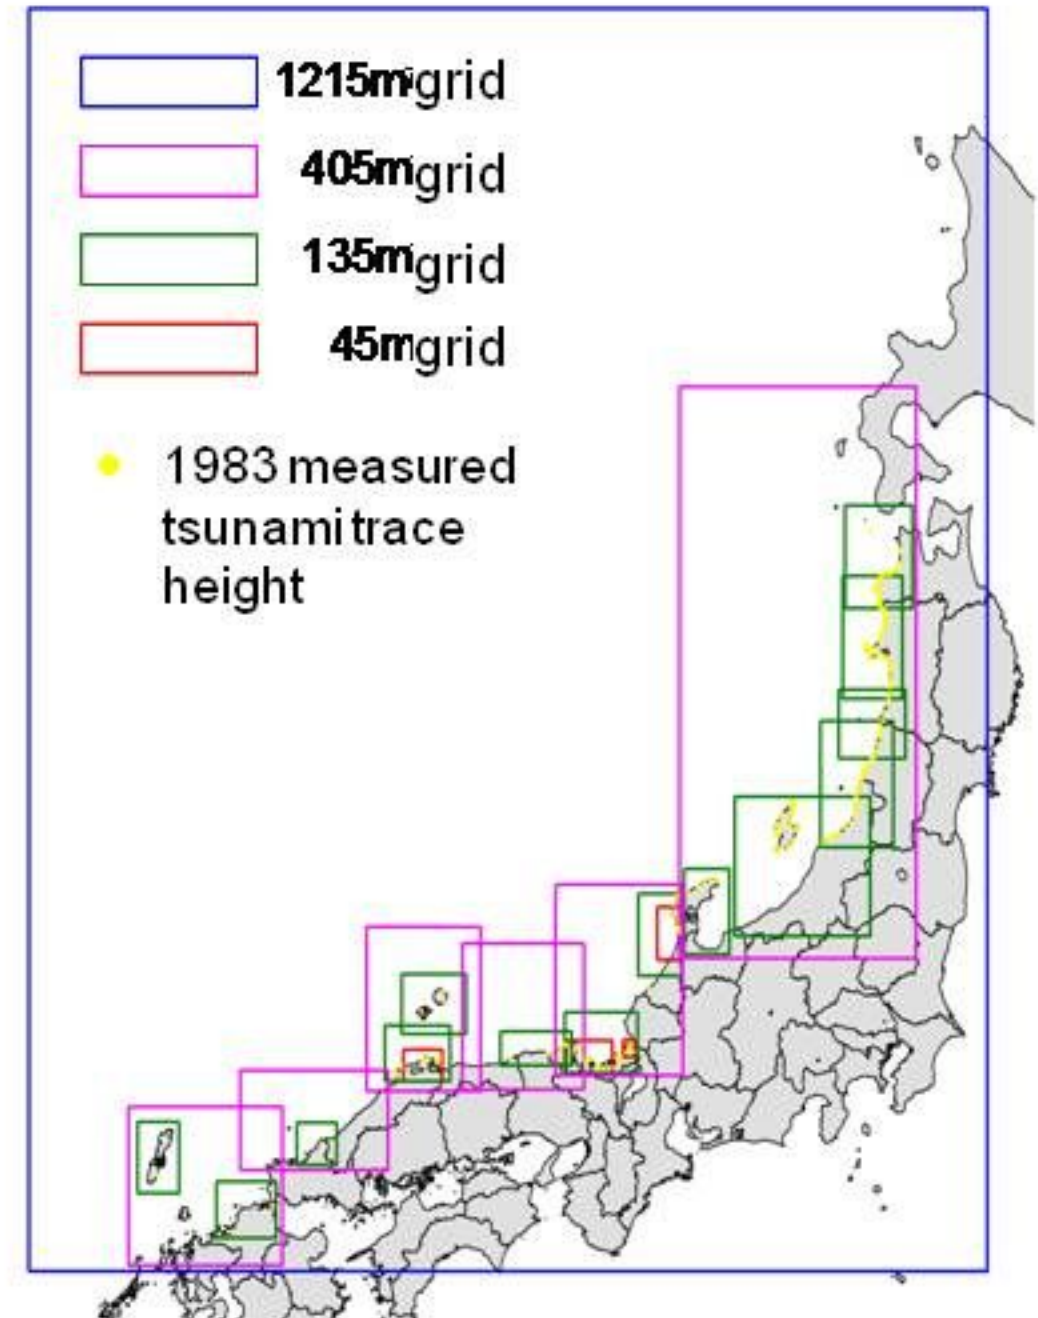 1215m grid
405m grid
135m grid
45m grid
1983 measured
tsunami trace
height